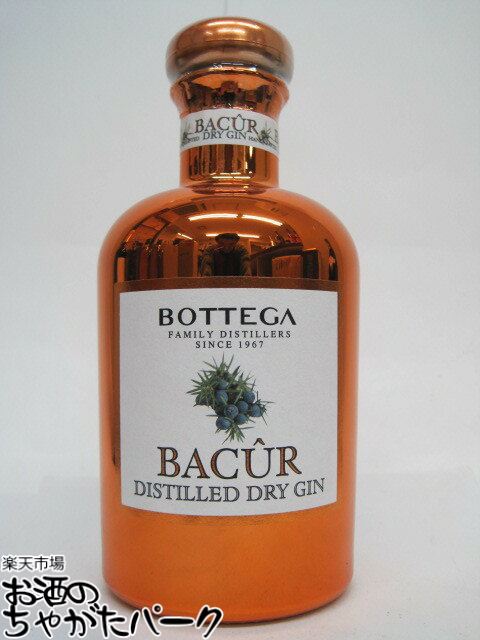 BACÛR
DRY GIN
BOTTEGA
FAMILY DISTILLERS
SINCE 1967
BACÛR
DISTILLED DRY GIN
楽天市場
お酒の
ちゃがたパーク